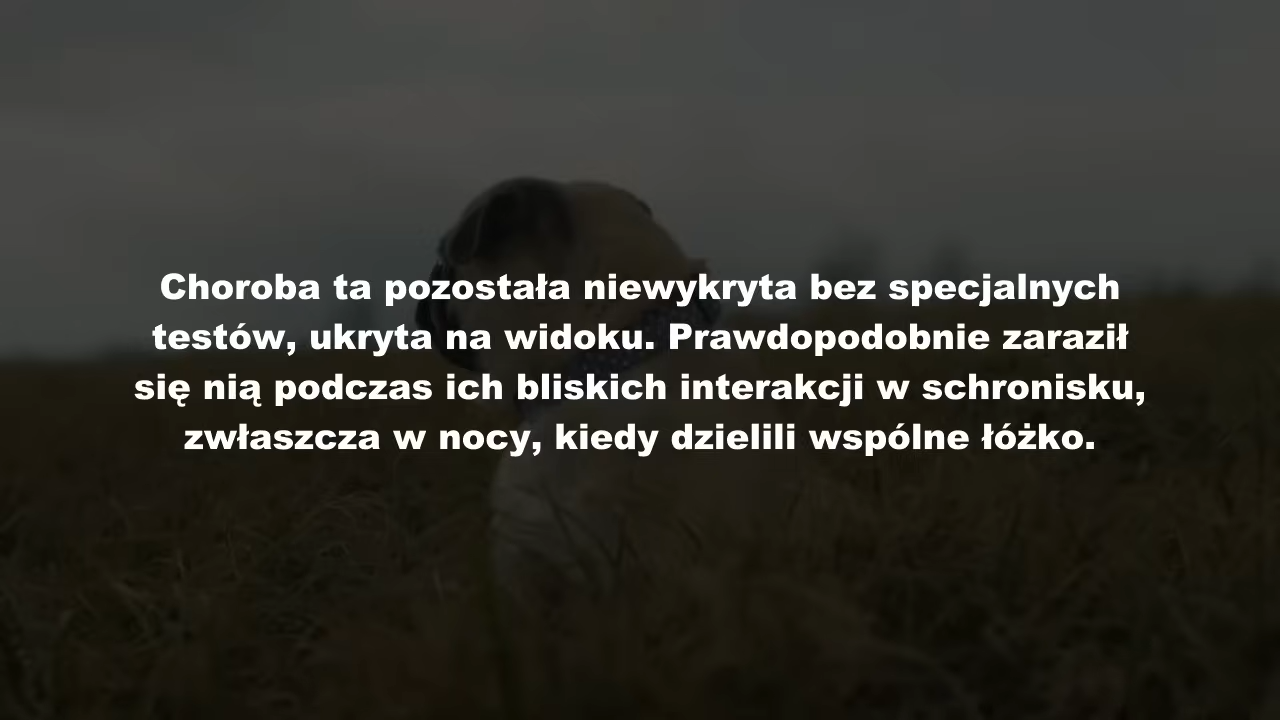 Choroba ta pozostała niewykryta bez specjalnych
testów, ukryta na widoku. Prawdopodobnie zaraził
się nią podczas ich bliskich interakcji w schronisku,
zwłaszcza w nocy, kiedy dzielili wspólne łóżko.